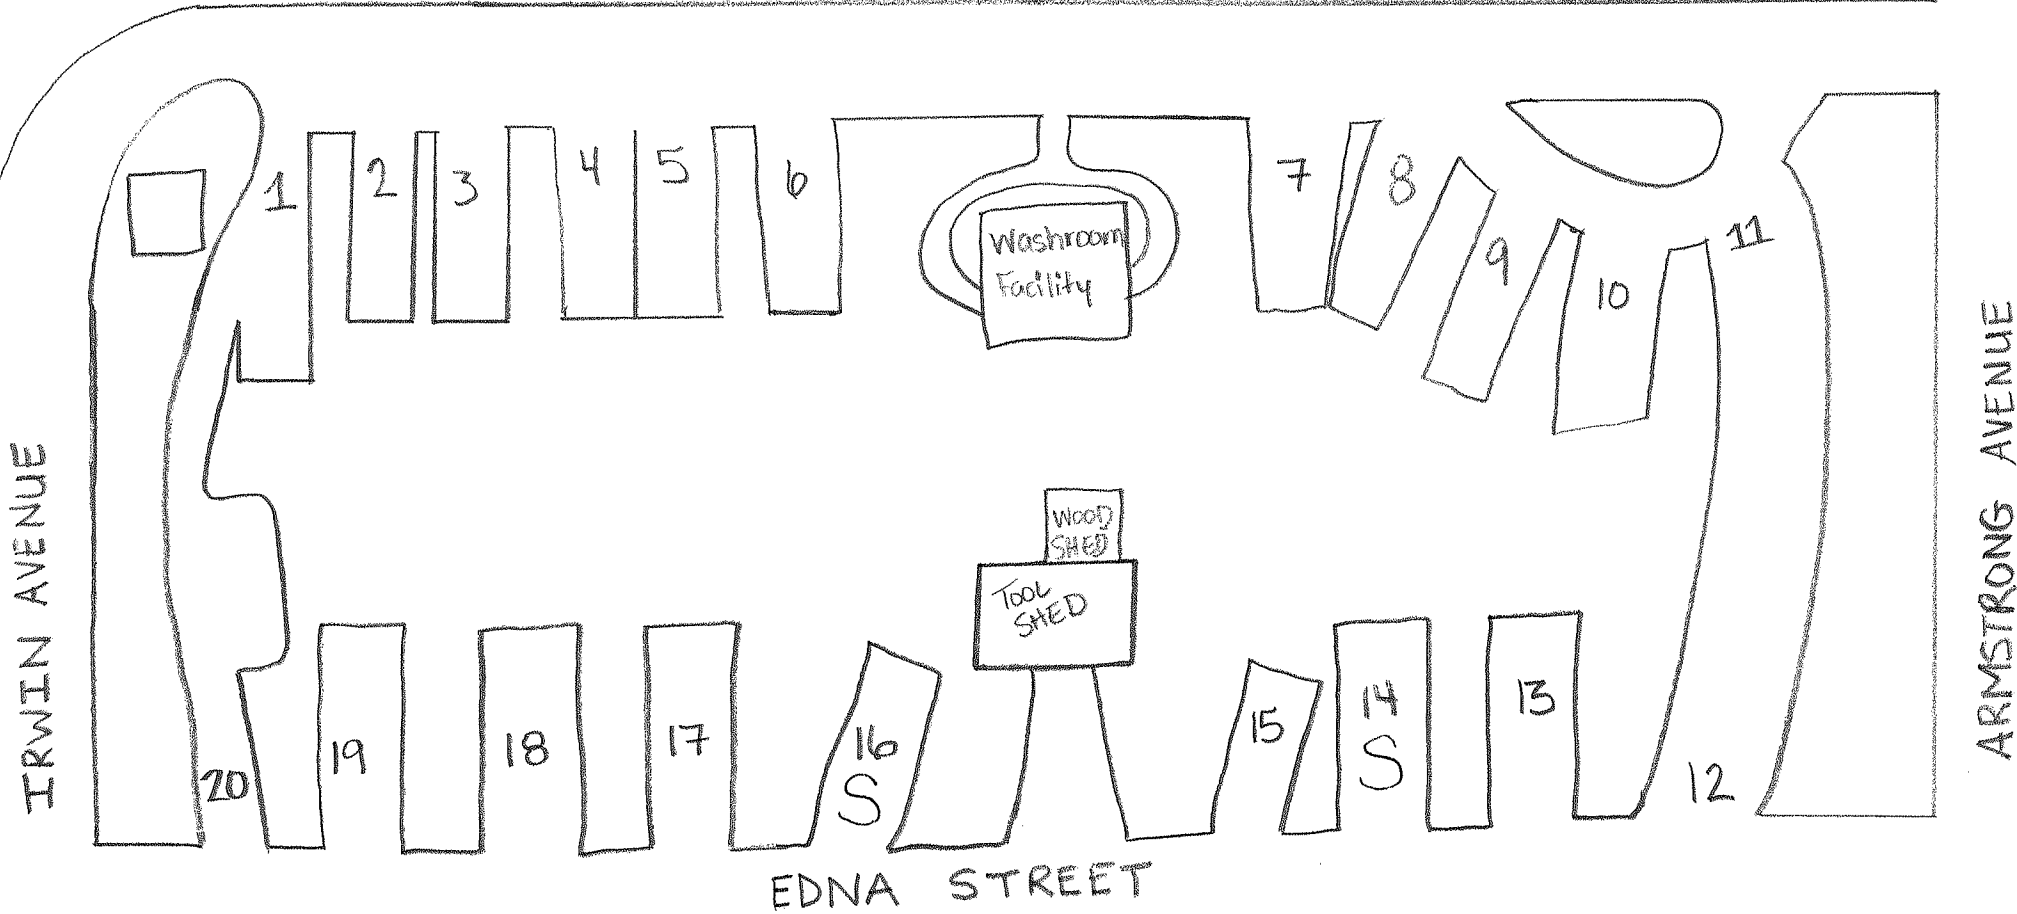 1
2
3
4
5
6
7
8
9
10
11
Washroom
Facility
IRWIN AVENUE
ARMSTRONG AVENUE
WOOD
SHED
TOOL
SHED
20
19
18
17
16
S
15
14
S
13
12
EDNA STREET